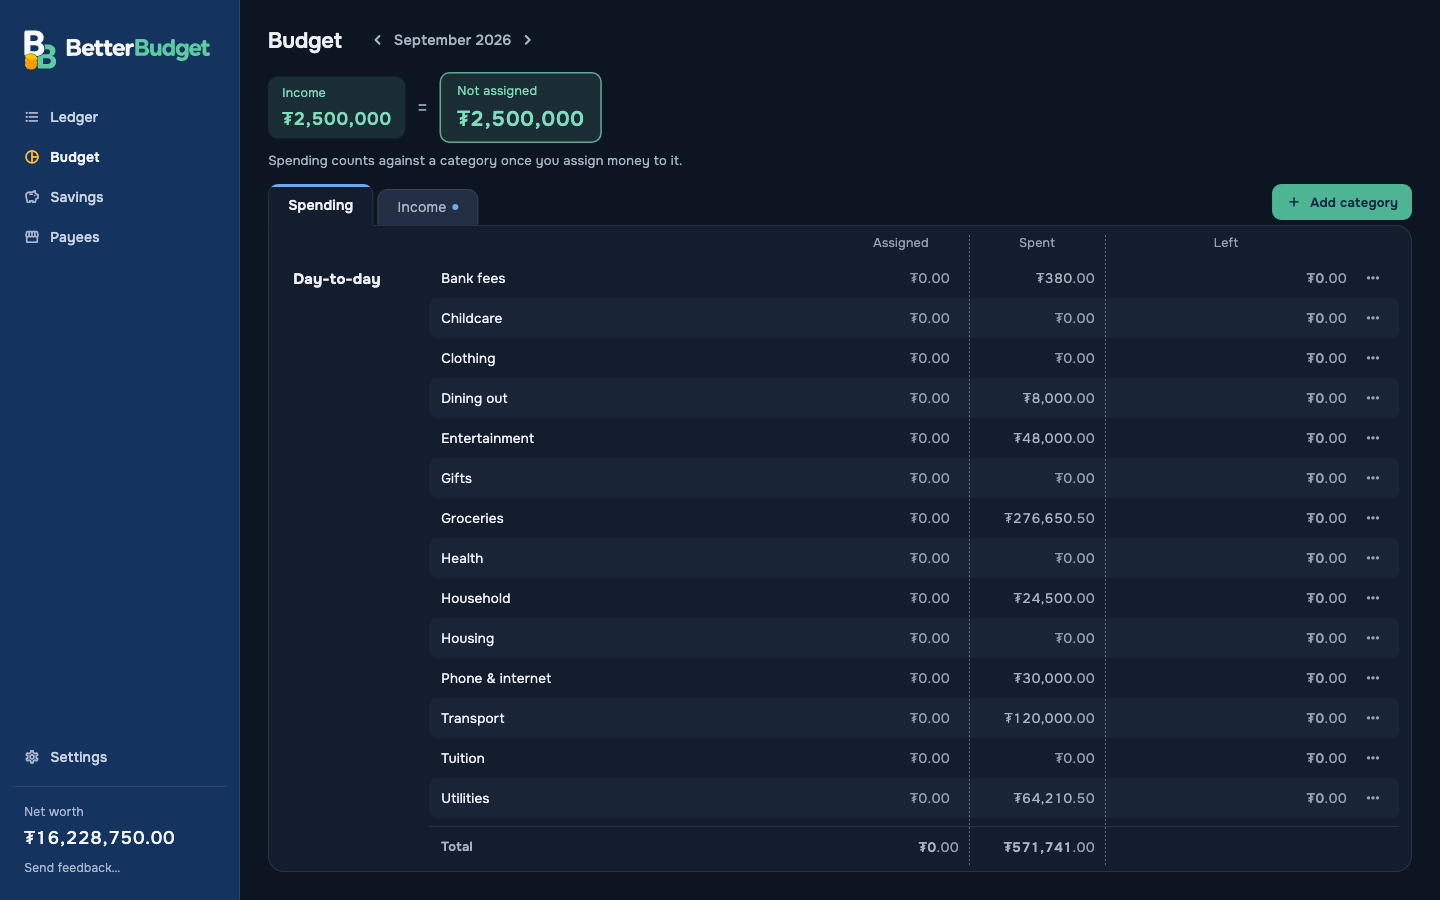 BetterBudget
Ledger
Budget
Savings
Payees
Settings
Net worth
₮16,228,750.00
Send feedback...
Budget
September 2026
Income
₮2,500,000
=
Not assigned
₮2,500,000
Spending counts against a category once you assign money to it.
Spending
Income
+ Add category
Assigned Spent Left
Day-to-day
Bank fees ₮0.00 ₮380.00 ₮0.00
Childcare ₮0.00 ₮0.00 ₮0.00
Clothing ₮0.00 ₮0.00 ₮0.00
Dining out ₮0.00 ₮8,000.00 ₮0.00
Entertainment ₮0.00 ₮48,000.00 ₮0.00
Gifts ₮0.00 ₮0.00 ₮0.00
Groceries ₮0.00 ₮276,650.50 ₮0.00
Health ₮0.00 ₮0.00 ₮0.00
Household ₮0.00 ₮24,500.00 ₮0.00
Housing ₮0.00 ₮0.00 ₮0.00
Phone & internet ₮0.00 ₮30,000.00 ₮0.00
Transport ₮0.00 ₮120,000.00 ₮0.00
Tuition ₮0.00 ₮0.00 ₮0.00
Utilities ₮0.00 ₮64,210.50 ₮0.00
Total ₮0.00 ₮571,741.00